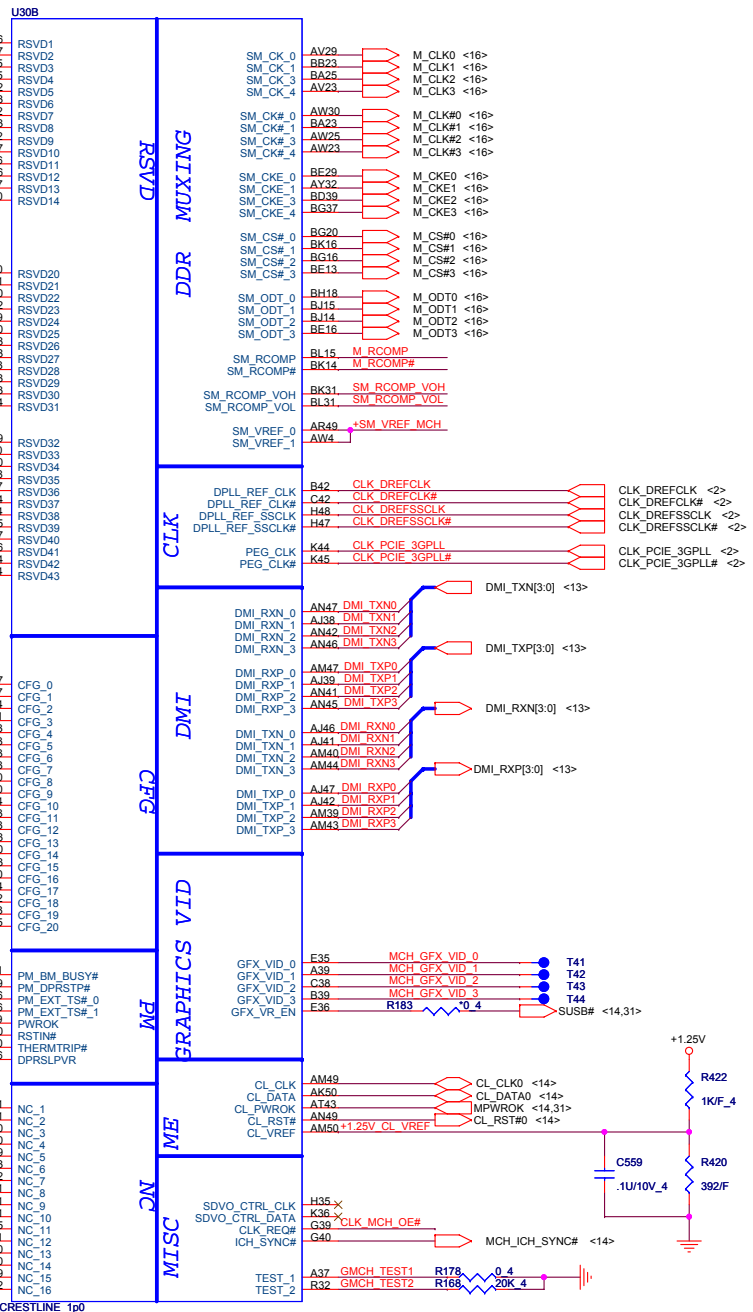 U30B
RSVD1
RSVD2
RSVD3
RSVD4
RSVD5
RSVD6
RSVD7
RSVD8
RSVD9
RSVD10
RSVD11
RSVD12
RSVD13
RSVD14
RSVD20
RSVD21
RSVD22
RSVD23
RSVD24
RSVD25
RSVD26
RSVD27
RSVD28
RSVD29
RSVD30
RSVD31
RSVD32
RSVD33
RSVD34
RSVD35
RSVD36
RSVD37
RSVD38
RSVD39
RSVD40
RSVD41
RSVD42
RSVD43
RSVD
CFG_0
CFG_1
CFG_2
CFG_3
CFG_4
CFG_5
CFG_6
CFG_7
CFG_8
CFG_9
CFG_10
CFG_11
CFG_12
CFG_13
CFG_14
CFG_15
CFG_16
CFG_17
CFG_18
CFG_19
CFG_20
CFG
PM_BM_BUSY#
PM_DPRSTP#
PM_EXT_TS#_0
PM_EXT_TS#_1
PWROK
RSTIN#
THERMTRIP#
DPRSLPVR
PM
NC_1
NC_2
NC_3
NC_4
NC_5
NC_6
NC_7
NC_8
NC_9
NC_10
NC_11
NC_12
NC_13
NC_14
NC_15
NC_16
NC
CRESTLINE_1p0
DDR MUXING
SM_CK_0 AV29 M_CLK0 <16>
SM_CK_1 BB23 M_CLK1 <16>
SM_CK_3 BA25 M_CLK2 <16>
SM_CK_4 AV23 M_CLK3 <16>
SM_CK#_0 AW30 M_CLK#0 <16>
SM_CK#_1 BA23 M_CLK#1 <16>
SM_CK#_3 AW25 M_CLK#2 <16>
SM_CK#_4 AW23 M_CLK#3 <16>
SM_CKE_0 BE29 M_CKE0 <16>
SM_CKE_1 AY32 M_CKE1 <16>
SM_CKE_3 BD39 M_CKE2 <16>
SM_CKE_4 BG37 M_CKE3 <16>
SM_CS#_0 BG20 M_CS#0 <16>
SM_CS#_1 BK16 M_CS#1 <16>
SM_CS#_2 BG16 M_CS#2 <16>
SM_CS#_3 BE13 M_CS#3 <16>
SM_ODT_0 BH18 M_ODT0 <16>
SM_ODT_1 BJ15 M_ODT1 <16>
SM_ODT_2 BJ14 M_ODT2 <16>
SM_ODT_3 BE16 M_ODT3 <16>
SM_RCOMP BL15 M_RCOMP
SM_RCOMP# BK14 M_RCOMP#
SM_RCOMP_VOH BK31 SM_RCOMP_VOH
SM_RCOMP_VOL BL31 SM_RCOMP_VOL
SM_VREF_0 AR49 +SM_VREF_MCH
SM_VREF_1 AW4
CLK
DPLL_REF_CLK B42 CLK_DREFCLK CLK_DREFCLK <2>
DPLL_REF_CLK# C42 CLK_DREFCLK# CLK_DREFCLK# <2>
DPLL_REF_SSCLK H48 CLK_DREFSSCLK CLK_DREFSSCLK <2>
DPLL_REF_SSCLK# H47 CLK_DREFSSCLK# CLK_DREFSSCLK# <2>
PEG_CLK K44 CLK_PCIE_3GPLL CLK_PCIE_3GPLL <2>
PEG_CLK# K45 CLK_PCIE_3GPLL# CLK_PCIE_3GPLL# <2>
DMI
DMI_TXN[3:0] <13>
DMI_RXN_0 AN47 DMI_TXN0
DMI_RXN_1 AJ38 DMI_TXN1
DMI_RXN_2 AN42 DMI_TXN2
DMI_RXN_3 AN46 DMI_TXN3
DMI_TXP[3:0] <13>
DMI_RXP_0 AM47 DMI_TXP0
DMI_RXP_1 AJ39 DMI_TXP1
DMI_RXP_2 AN41 DMI_TXP2
DMI_RXP_3 AN45 DMI_TXP3
DMI_RXN[3:0] <13>
DMI_TXN_0 AJ46 DMI_RXN0
DMI_TXN_1 AJ41 DMI_RXN1
DMI_TXN_2 AM40 DMI_RXN2
DMI_TXN_3 AM44 DMI_RXN3
DMI_RXP[3:0] <13>
DMI_TXP_0 AJ47 DMI_RXP0
DMI_TXP_1 AJ42 DMI_RXP1
DMI_TXP_2 AM39 DMI_RXP2
DMI_TXP_3 AM43 DMI_RXP3
GRAPHICS VID
GFX_VID_0 E35 MCH_GFX_VID_0 T41
GFX_VID_1 A39 MCH_GFX_VID_1 T42
GFX_VID_2 C38 MCH_GFX_VID_2 T43
GFX_VID_3 B39 MCH_GFX_VID_3 T44
GFX_VR_EN E36 R183 *0_4 SUSB# <14,31>
ME
CL_CLK AM49 CL_CLK0 <14>
CL_DATA AK50 CL_DATA0 <14>
CL_PWROK AT43 MPWROK <14,31>
CL_RST# AN49 CL_RST#0 <14>
CL_VREF AM50 +1.25V_CL_VREF
+1.25V
R422
1K/F_4
C559
.1U/10V_4
R420
392/F
MISC
SDVO_CTRL_CLK H35
SDVO_CTRL_DATA K36
CLK_REQ# G39 CLK_MCH_OE#
ICH_SYNC# G40 MCH_ICH_SYNC# <14>
TEST_1 A37 GMCH_TEST1 R178 0_4
TEST_2 R32 GMCH_TEST2 R168 20K_4